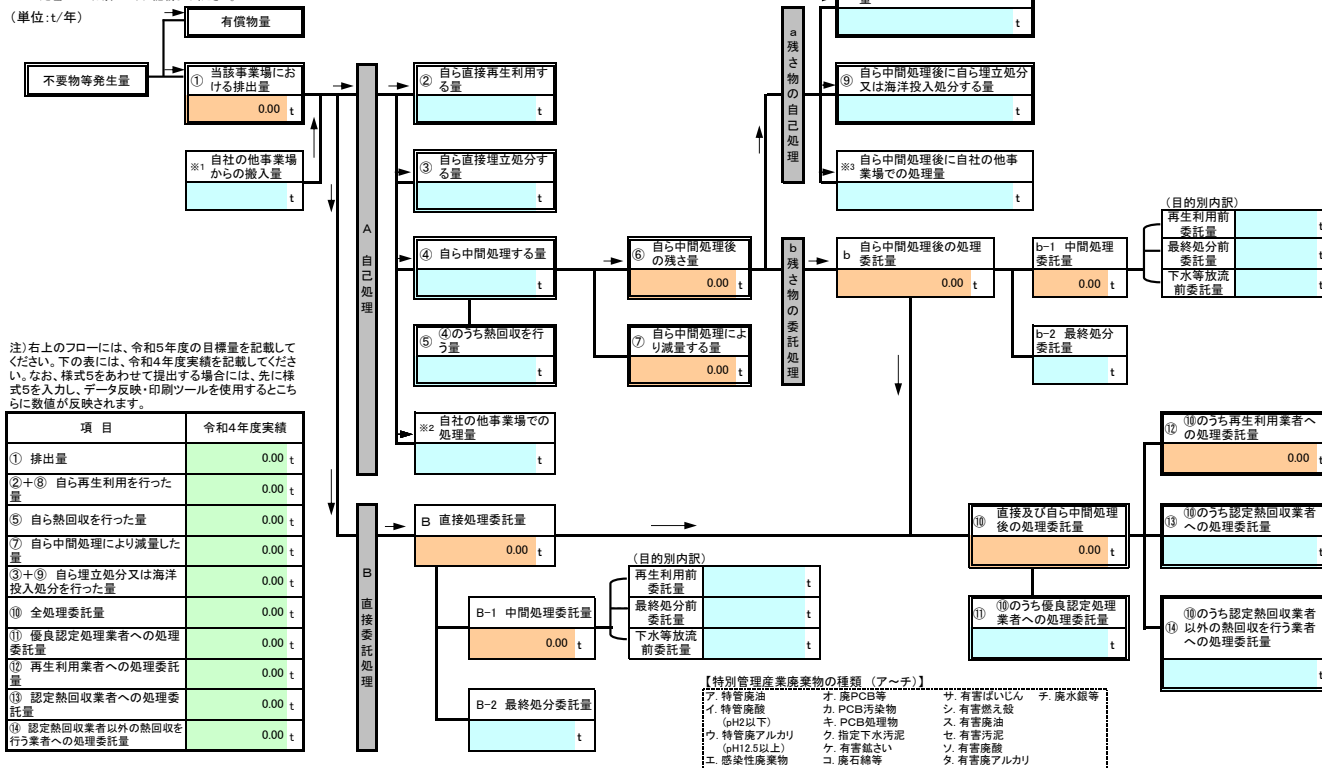 (単位:t/年)
有償物量
不要物等発生量
① 当該事業場における排出量
0.00 t
※1 自社の他事業場からの搬入量
t
A 自己処理
② 自ら直接再生利用する量
t
③ 自ら直接埋立処分する量
t
④ 自ら中間処理する量
t
⑤ ④のうち熱回収を行う量
t
※2 自社の他事業場での処理量
t
⑥ 自ら中間処理後の残さ量
0.00 t
⑦ 自ら中間処理により減量する量
0.00 t
a 残さ物の自己処理
量
t
⑨ 自ら中間処理後に自ら埋立処分又は海洋投入処分する量
t
※3 自ら中間処理後に自社の他事業場での処理量
t
b 残さ物の委託処理
b 自ら中間処理後の処理委託量
0.00 t
b-1 中間処理委託量
0.00 t
(目的別内訳)
再生利用前委託量 t
最終処分前委託量 t
下水等放流前委託量 t
b-2 最終処分委託量
t
注)右上のフローには、令和5年度の目標量を記載して
ください。下の表には、令和4年度実績を記載してくださ
い。なお、様式5をあわせて提出する場合には、先に様
式5を入力し、データ反映・印刷ツールを使用するとこち
らに数値が反映されます。
項 目 令和4年度実績
① 排出量 0.00 t
②+⑧ 自ら再生利用を行った量 0.00 t
⑤ 自ら熱回収を行った量 0.00 t
⑦ 自ら中間処理により減量した量 0.00 t
③+⑨ 自ら埋立処分又は海洋投入処分を行った量 0.00 t
⑩ 全処理委託量 0.00 t
⑪ 優良認定処理業者への処理委託量 0.00 t
⑫ 再生利用業者への処理委託量 0.00 t
⑬ 認定熱回収業者への処理委託量 0.00 t
⑭ 認定熱回収業者以外の熱回収を行う業者への処理委託量 0.00 t
B 直接委託処理
B 直接処理委託量
0.00 t
B-1 中間処理委託量
0.00 t
(目的別内訳)
再生利用前委託量 t
最終処分前委託量 t
下水等放流前委託量 t
B-2 最終処分委託量
t
⑩ 直接及び自ら中間処理後の処理委託量
0.00 t
⑪ ⑩のうち優良認定処理業者への処理委託量
t
⑫ ⑩のうち再生利用業者への処理委託量
0.00 t
⑬ ⑩のうち認定熱回収業者への処理委託量
t
⑭ ⑩のうち認定熱回収業者以外の熱回収を行う業者への処理委託量
t
【特別管理産業廃棄物の種類 (ア~チ)】
ア. 特管廃油 オ. 廃PCB等 サ. 有害ばいじん チ. 廃水銀等
イ. 特管廃酸 カ. PCB汚染物 シ. 有害燃え殻
(pH2以下) キ. PCB処理物 ス. 有害廃油
ウ. 特管廃アルカリ ク. 指定下水汚泥 セ. 有害汚泥
(pH12.5以上) ケ. 有害鉱さい ソ. 有害廃酸
エ. 感染性廃棄物 コ. 廃石綿等 タ. 有害廃アルカリ